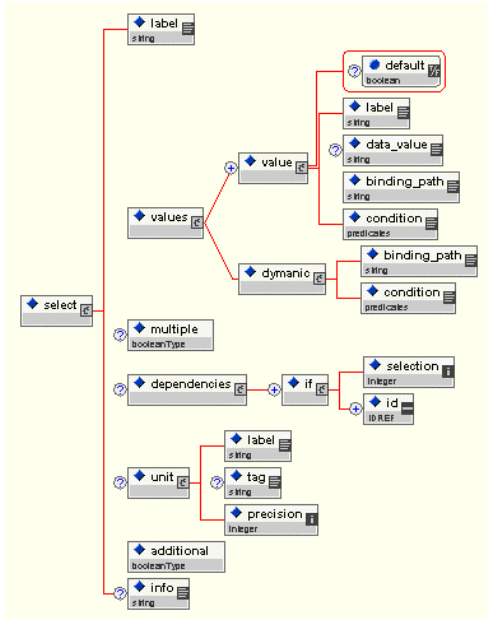 label
string
default
boolean
label
string
data_value
string
value
binding_path
string
values
condition
predicates
dymanic
binding_path
string
condition
predicates
select
multiple
booleanType
dependencies
if
selection
integer
id
IDREF
label
string
unit
tag
string
precision
integer
additional
booleanType
info
string